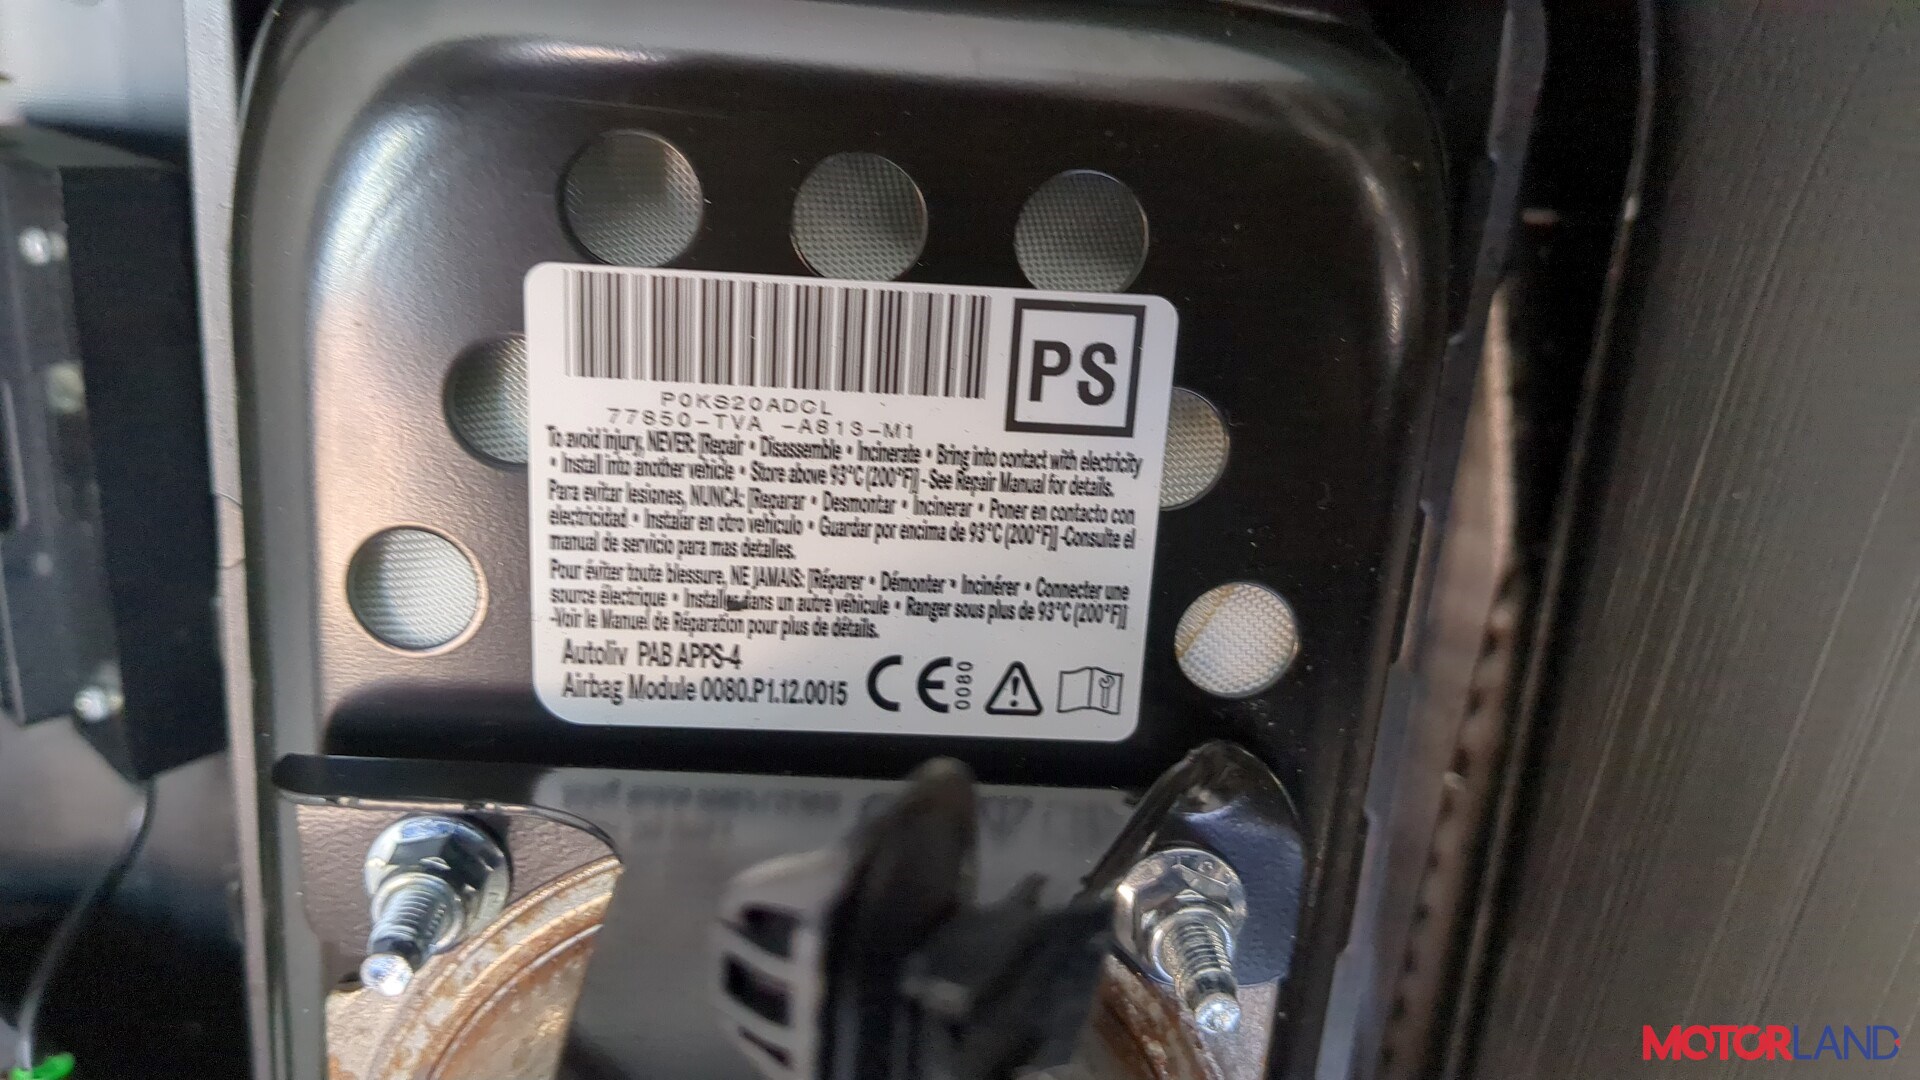 PS
P0KS20ADCL
77850-TVA -A813-M1
To avoid injury, NEVER: [Repair • Disassemble • Incinerate • Bring into contact with electricity
• Install into another vehicle • Store above 93°C (200°F)] - See Repair Manual for details.
Para evitar lesiones, NUNCA: [Reparar • Desmontar • Incinerar • Poner en contacto con
electricidad • Instalar en otro vehiculo • Guardar por encima de 93°C (200°F)] -Consulte el
manual de servicio para mas detalles.
Pour éviter toute blessure, NE JAMAIS: [Réparer • Démonter • Incinérer • Connecter une
source électrique • Installer dans un autre véhicule • Ranger sous plus de 93°C (200°F)]
-Voir le Manuel de Réparation pour plus de détails.
Autoliv PAB APPS-4
Airbag Module 0080.P1.12.0015 CE 0080
MOTORLAND